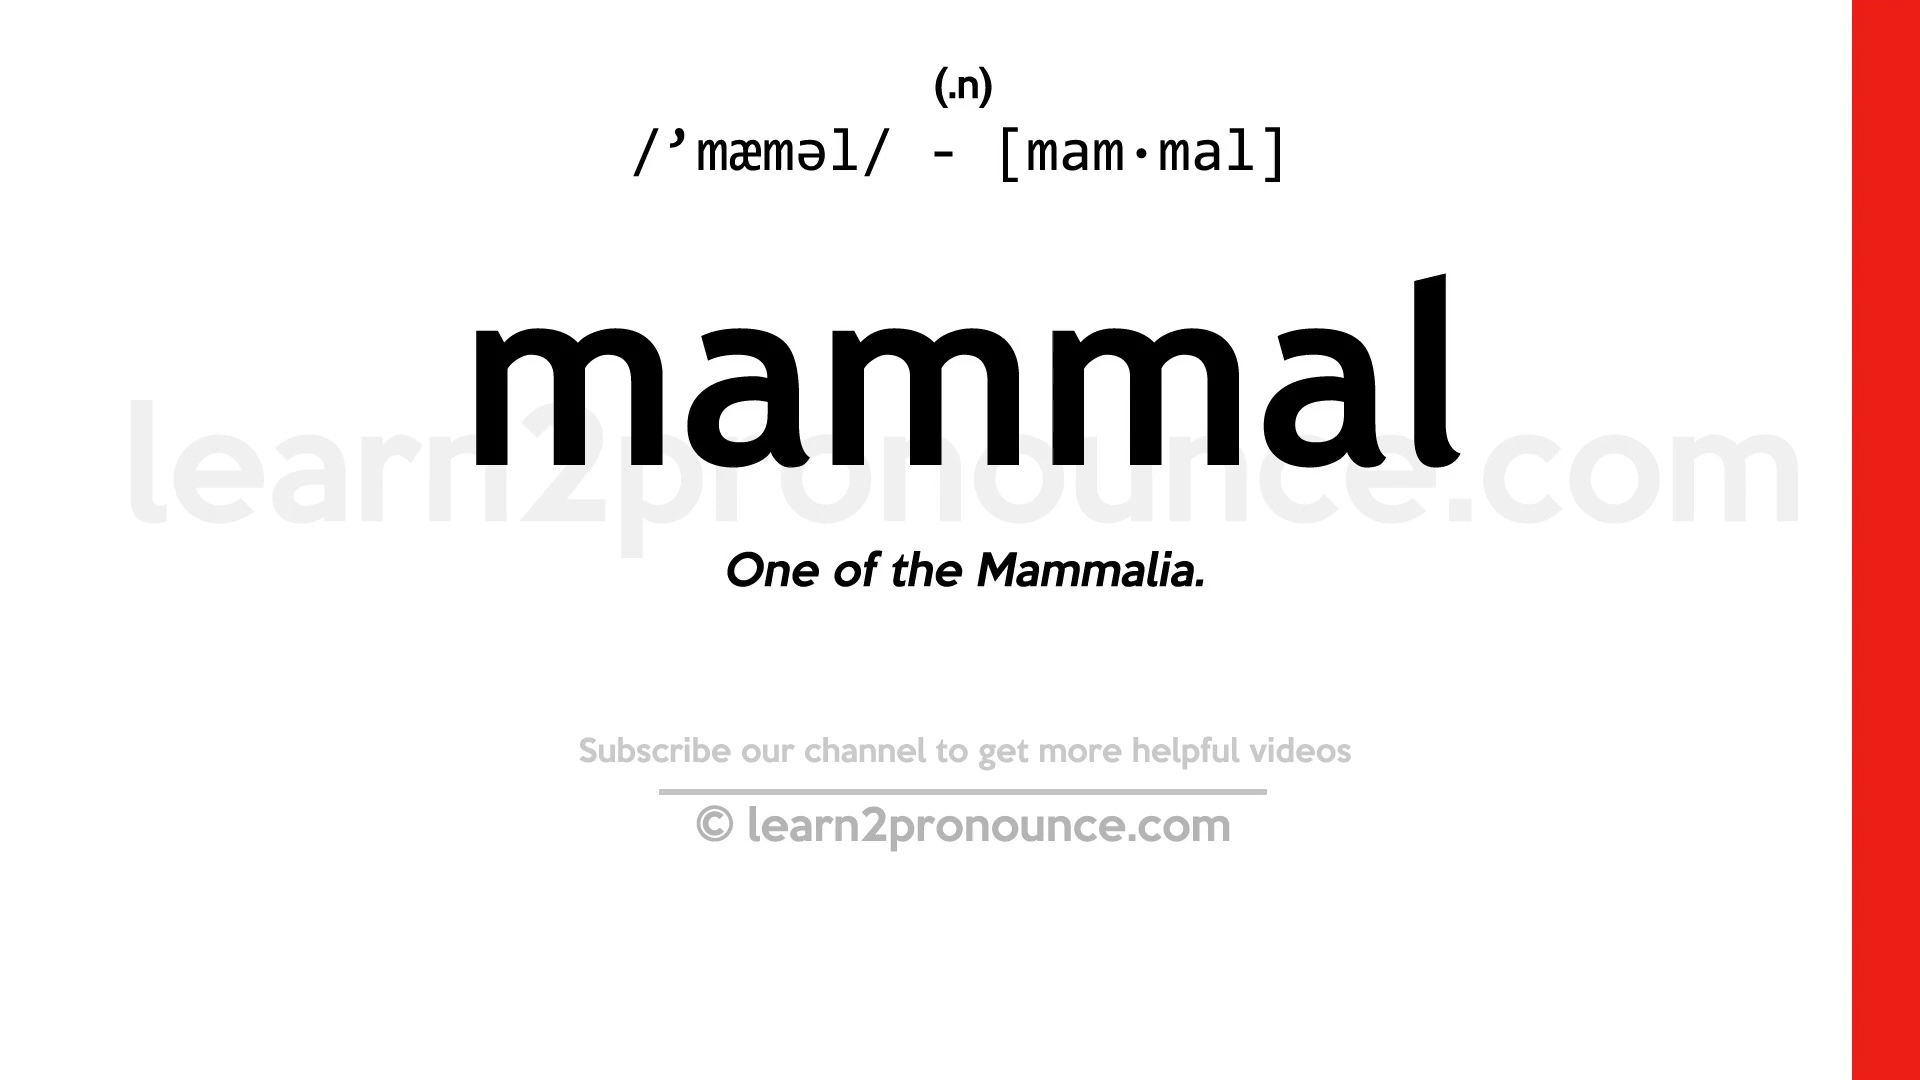 (.n)
/’mæməl/ - [mam·mal]
mammal
learn2pronounce.com
One of the Mammalia.
Subscribe our channel to get more helpful videos
© learn2pronounce.com